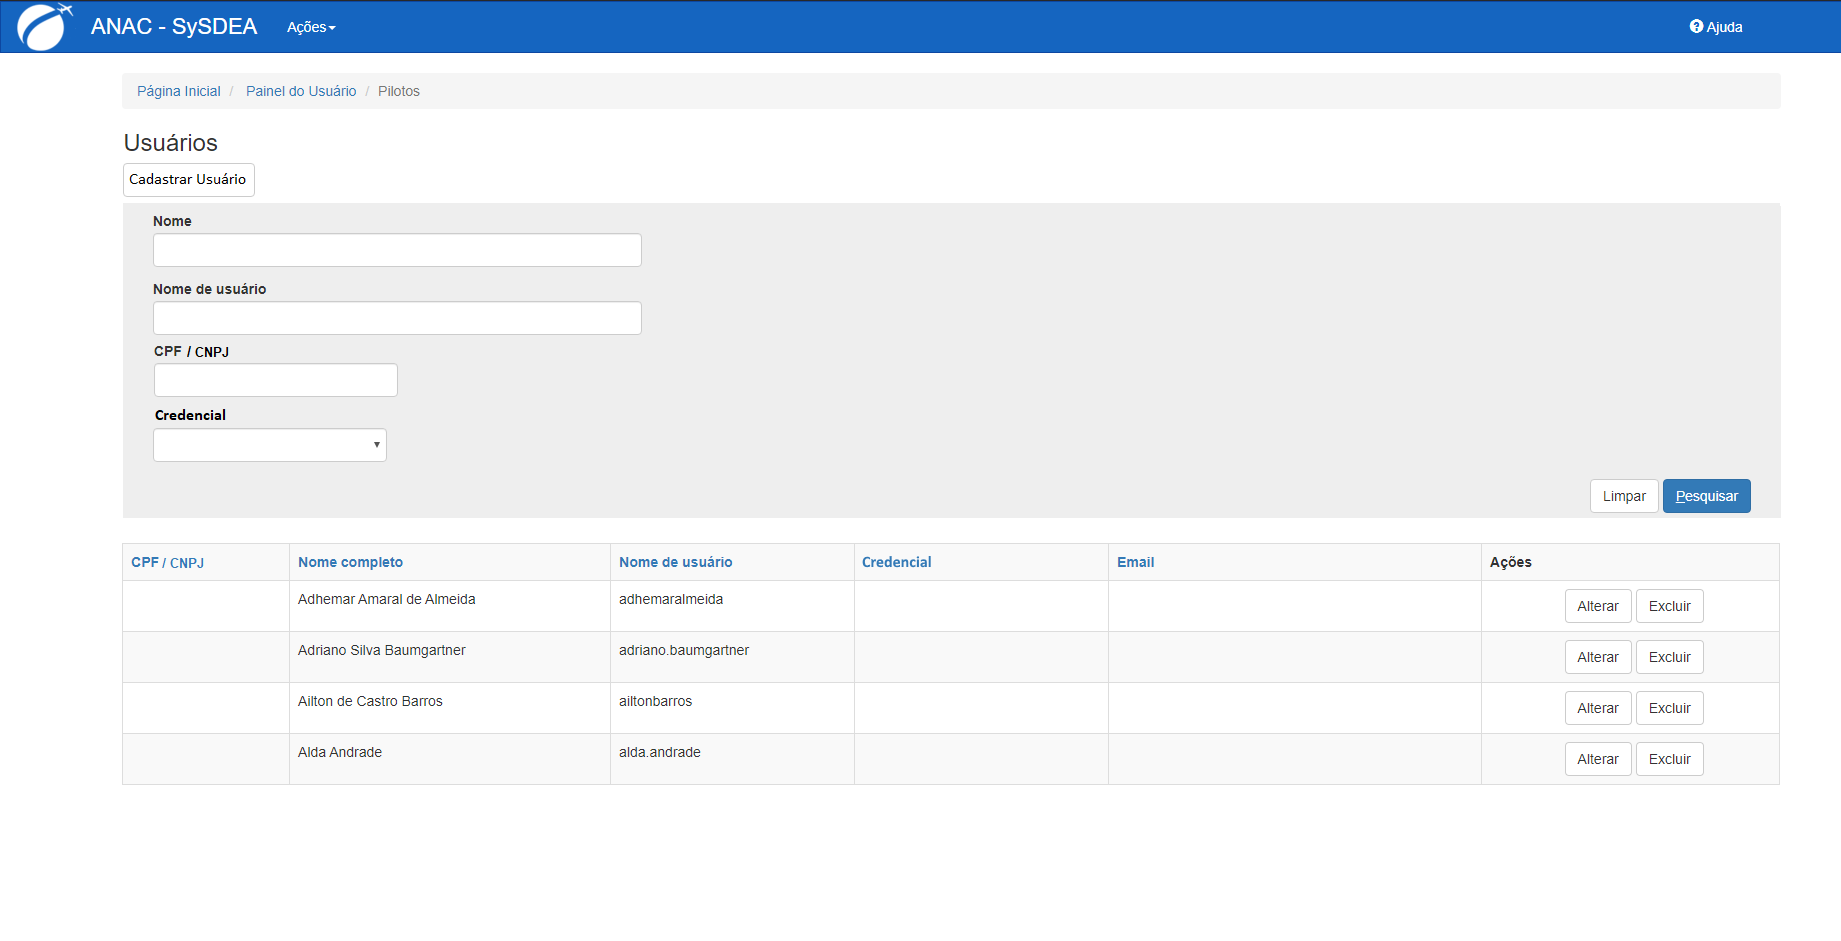 ANAC - SySDEA Ações Ajuda
Página Inicial / Painel do Usuário / Pilotos
Usuários
Cadastrar Usuário
Nome
Nome de usuário
CPF / CNPJ
Credencial
Limpar Pesquisar
CPF / CNPJ Nome completo Nome de usuário Credencial Email Ações
Adhemar Amaral de Almeida adhemaralmeida Alterar Excluir
Adriano Silva Baumgartner adriano.baumgartner Alterar Excluir
Ailton de Castro Barros ailtonbarros Alterar Excluir
Alda Andrade alda.andrade Alterar Excluir